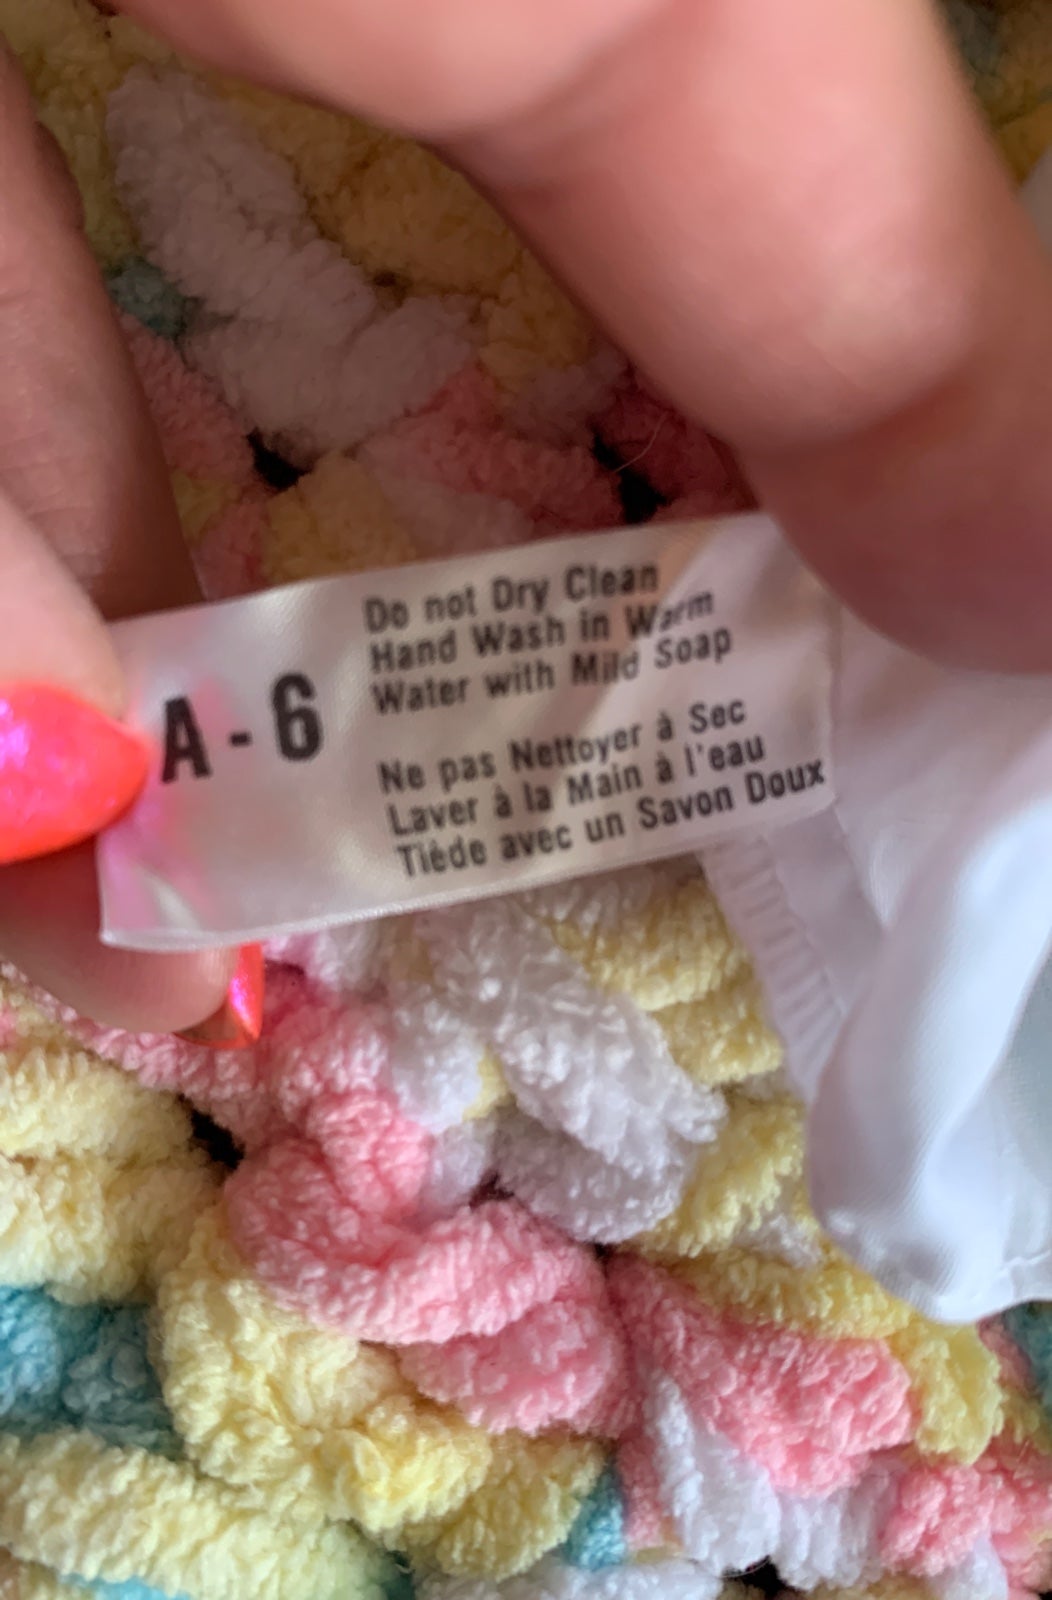 A - 6
Do not Dry Clean
Hand Wash in Warm
Water with Mild Soap
Ne pas Nettoyer à Sec
Laver à la Main à l'eau
Tiède avec un Savon Doux